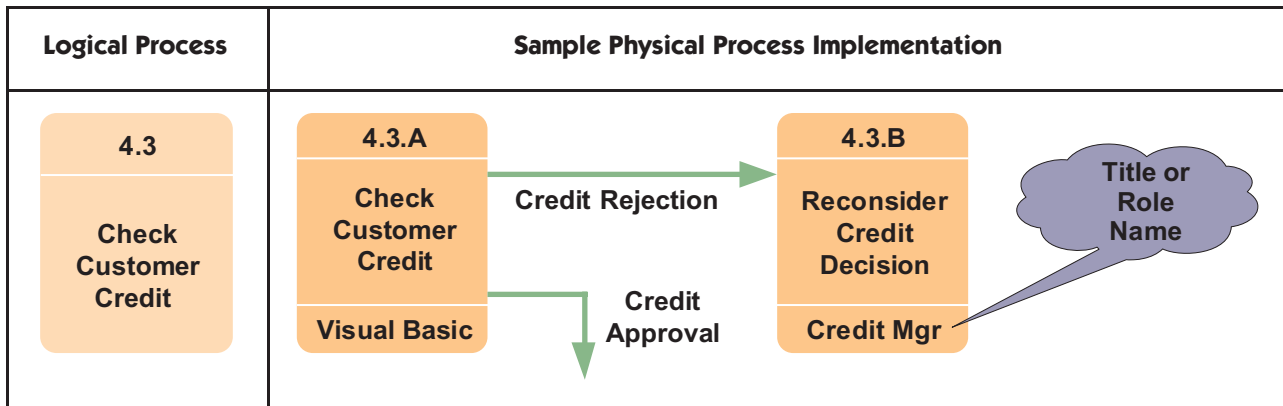 Logical Process
Sample Physical Process Implementation
4.3
Check
Customer
Credit
4.3.A
Check
Customer
Credit
Visual Basic
Credit Rejection
Credit
Approval
4.3.B
Reconsider
Credit
Decision
Credit Mgr
Title or
Role
Name